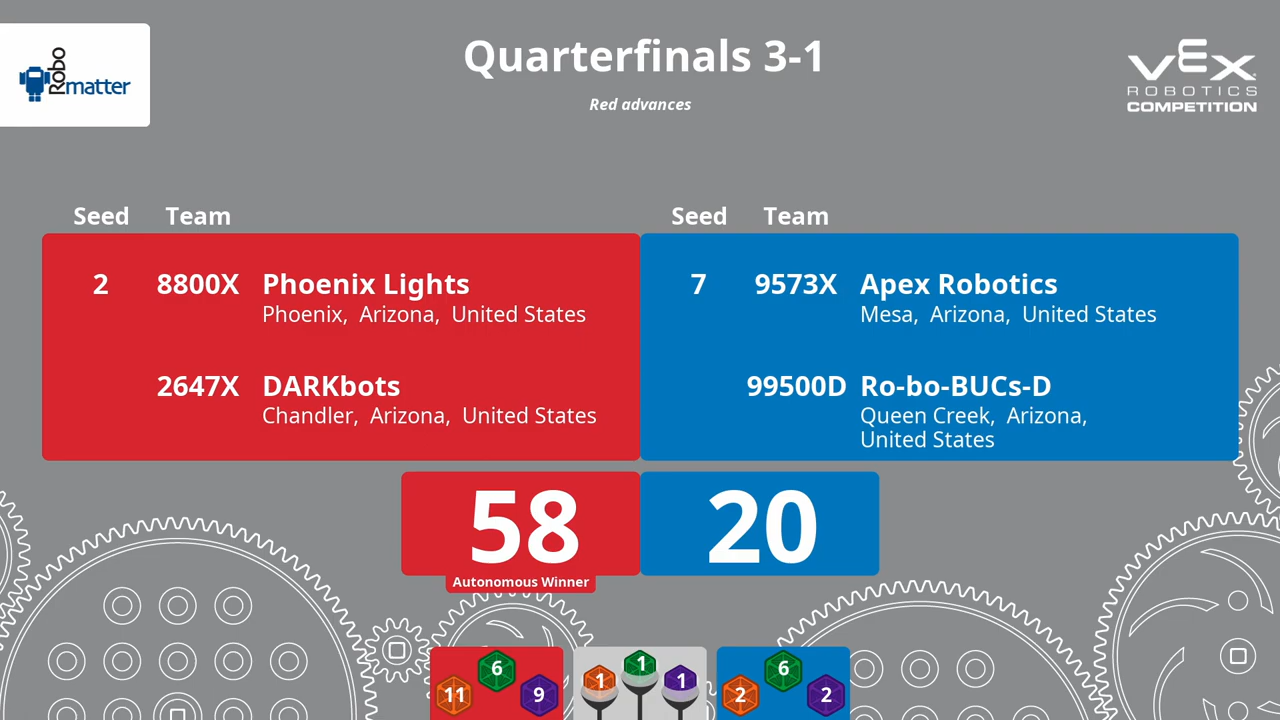 Robo
matter
Quarterfinals 3-1
Red advances
VEX
ROBOTICS
COMPETITION
Seed Team
Seed Team
2 8800X Phoenix Lights
Phoenix, Arizona, United States
2647X DARKbots
Chandler, Arizona, United States
7 9573X Apex Robotics
Mesa, Arizona, United States
99500D Ro-bo-BUCs-D
Queen Creek, Arizona,
United States
58
20
Autonomous Winner
6
11 9
1
1 1
6
2 2